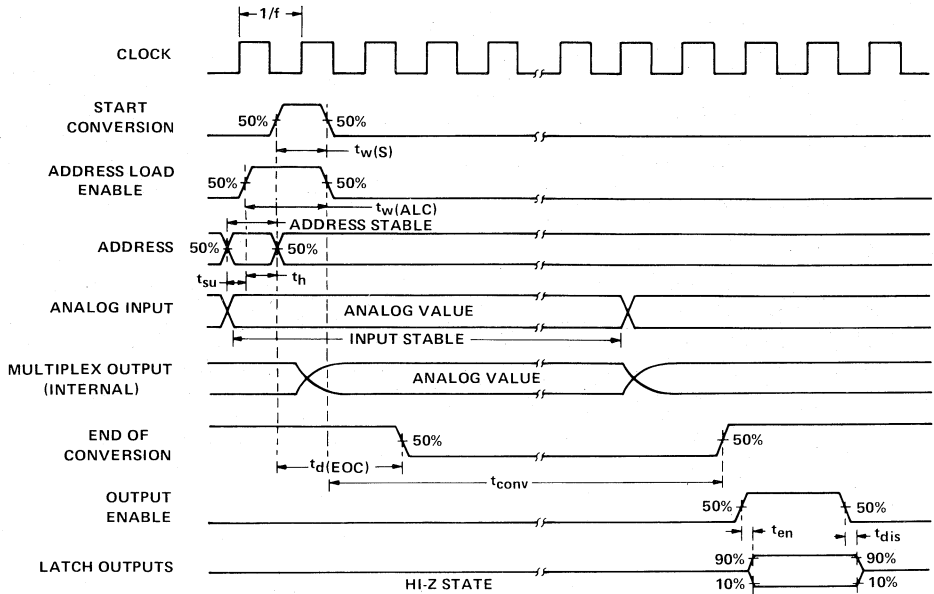 1/f
CLOCK
START
CONVERSION
50%
50%
tw(S)
ADDRESS LOAD
ENABLE
50%
50%
tw(ALC)
ADDRESS STABLE
ADDRESS
50%
50%
tsu
th
ANALOG INPUT
ANALOG VALUE
INPUT STABLE
MULTIPLEX OUTPUT
(INTERNAL)
ANALOG VALUE
END OF
CONVERSION
50%
50%
td(EOC)
tconv
OUTPUT
ENABLE
50%
50%
ten
tdis
LATCH OUTPUTS
90%
90%
10%
10%
HI-Z STATE